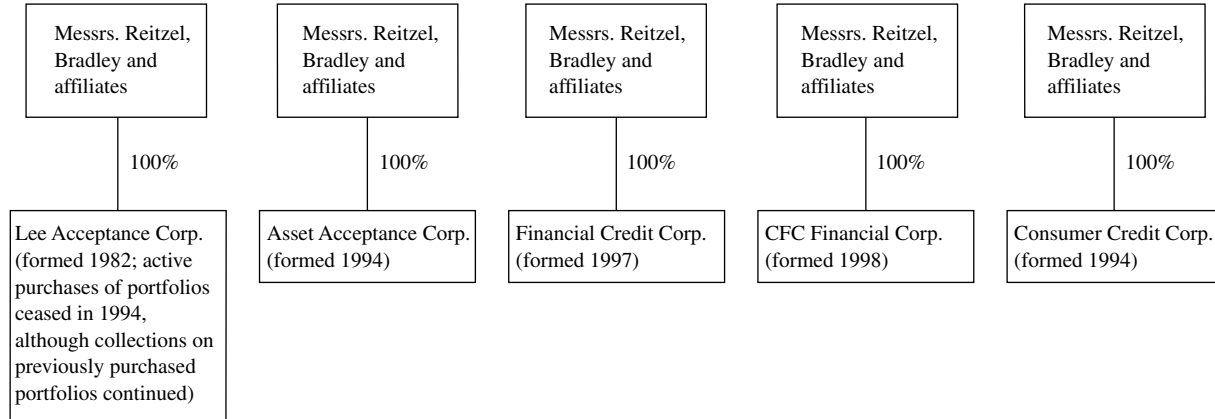 Messrs. Reitzel,
Bradley and
affiliates
Messrs. Reitzel,
Bradley and
affiliates
Messrs. Reitzel,
Bradley and
affiliates
Messrs. Reitzel,
Bradley and
affiliates
Messrs. Reitzel,
Bradley and
affiliates
100%
100%
100%
100%
100%
Lee Acceptance Corp.
(formed 1982; active
purchases of portfolios
ceased in 1994,
although collections on
previously purchased
portfolios continued)
Asset Acceptance Corp.
(formed 1994)
Financial Credit Corp.
(formed 1997)
CFC Financial Corp.
(formed 1998)
Consumer Credit Corp.
(formed 1994)